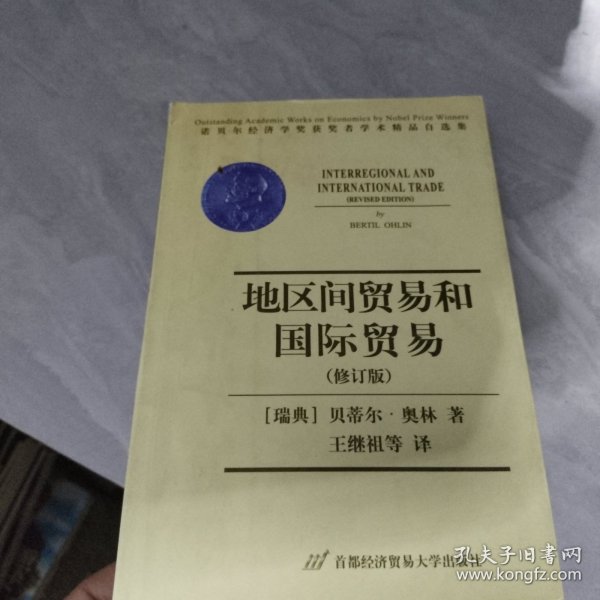 Outstanding Academic Works on Economics by Nobel Prize Winners
诺贝尔经济学奖获奖者学术精品自选集
INTERREGIONAL AND
INTERNATIONAL TRADE
(REVISED EDITION)
by
BERTIL OHLIN
地区间贸易和
国际贸易
(修订版)
[瑞典] 贝蒂尔·奥林 著
王继祖等 译
首都经济贸易大学出版社
孔夫子旧书网
www.kongfz.com